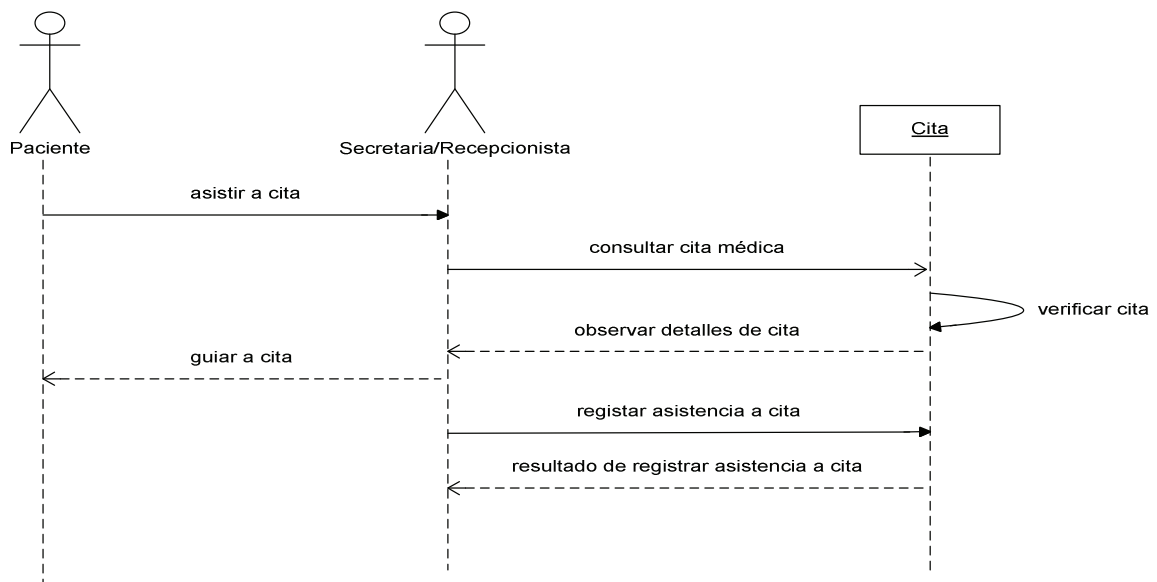 Paciente
Secretaria/Recepcionista
Cita
asistir a cita
consultar cita médica
verificar cita
observar detalles de cita
guiar a cita
registar asistencia a cita
resultado de registrar asistencia a cita